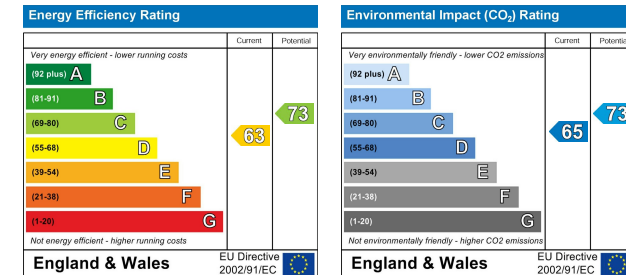 Energy Efficiency Rating
Current Potential
Very energy efficient - lower running costs
(92 plus) A
(81-91) B
(69-80) C
73
(55-68) D
63
(39-54) E
(21-38) F
(1-20) G
Not energy efficient - higher running costs
England & Wales
EU Directive
2002/91/EC
Environmental Impact (CO₂) Rating
Current Potential
Very environmentally friendly - lower CO2 emissions
(92 plus) A
(81-91) B
(69-80) C
73
(55-68) D
65
(39-54) E
(21-38) F
(1-20) G
Not environmentally friendly - higher CO2 emissions
England & Wales
EU Directive
2002/91/EC